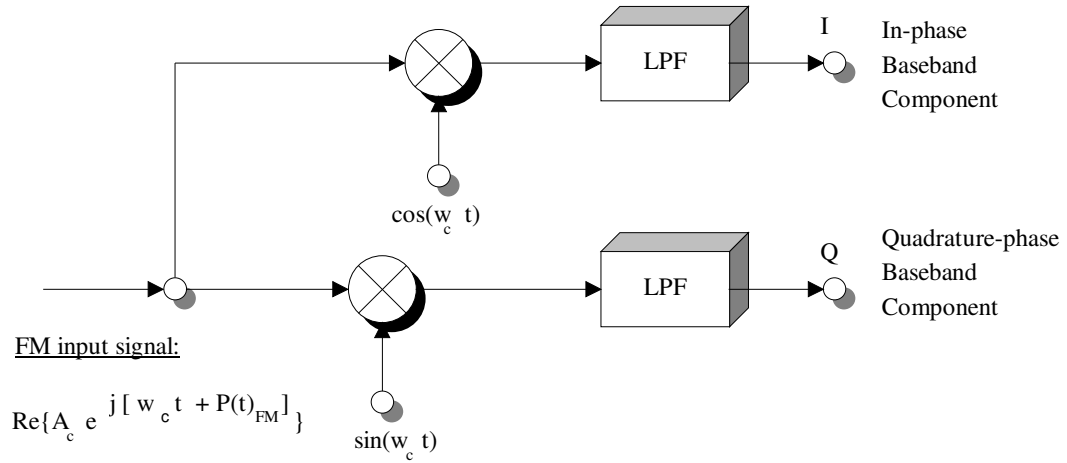 I
In-phase
Baseband
Component
LPF
cos(w_c t)
Q
Quadrature-phase
Baseband
Component
LPF
FM input signal:
Re{A_c e^j [ w_c t + P(t)_FM ] }
sin(w_c t)